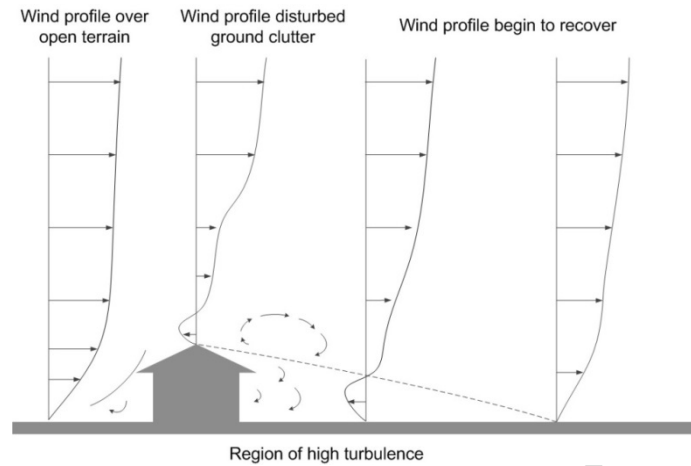 Wind profile over
open terrain
Wind profile disturbed
ground clutter
Wind profile begin to recover
Region of high turbulence